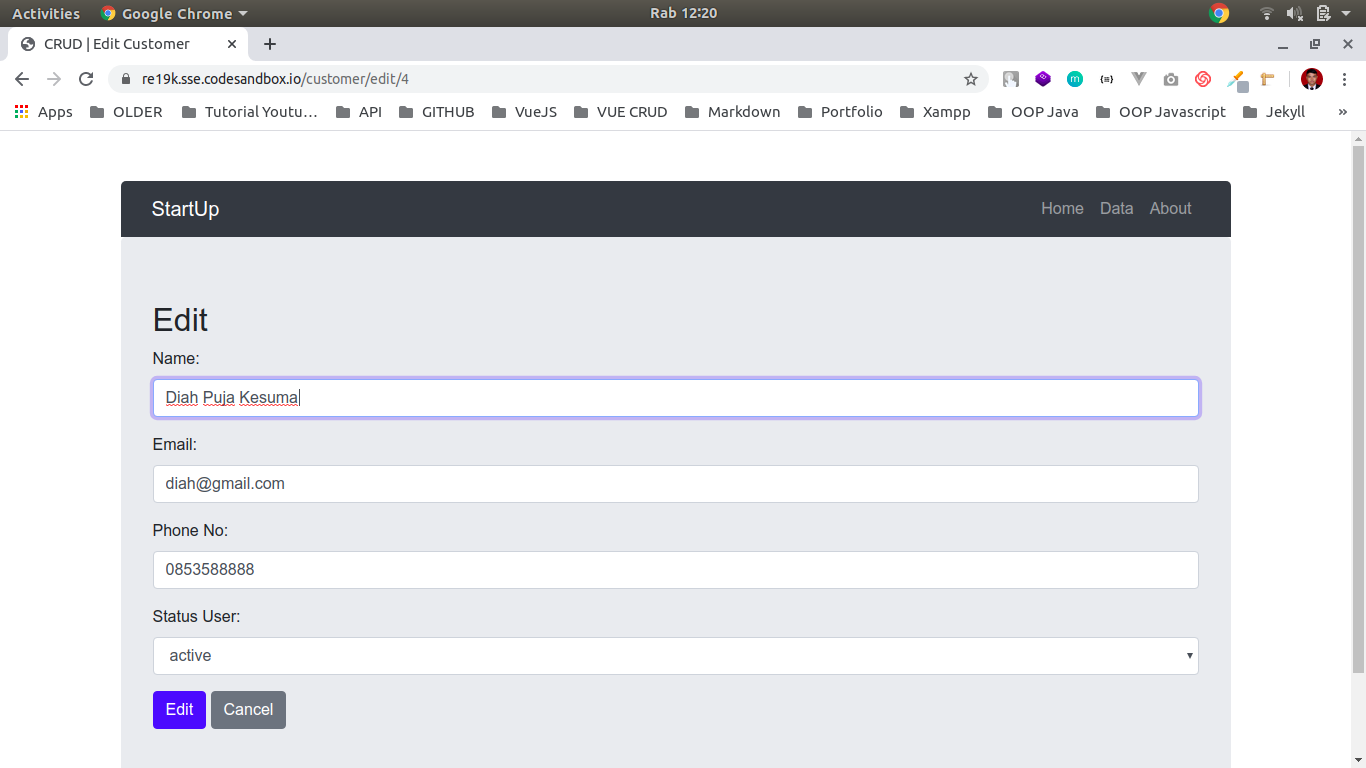 Activities Google Chrome Rab 12:20
CRUD | Edit Customer
re19k.sse.codesandbox.io/customer/edit/4
Apps OLDER Tutorial Youtu… API GITHUB VueJS VUE CRUD Markdown Portfolio Xampp OOP Java OOP Javascript Jekyll »
StartUp Home Data About
Edit
Name:
Diah Puja Kesuma
Email:
diah@gmail.com
Phone No:
0853588888
Status User:
active
Edit Cancel